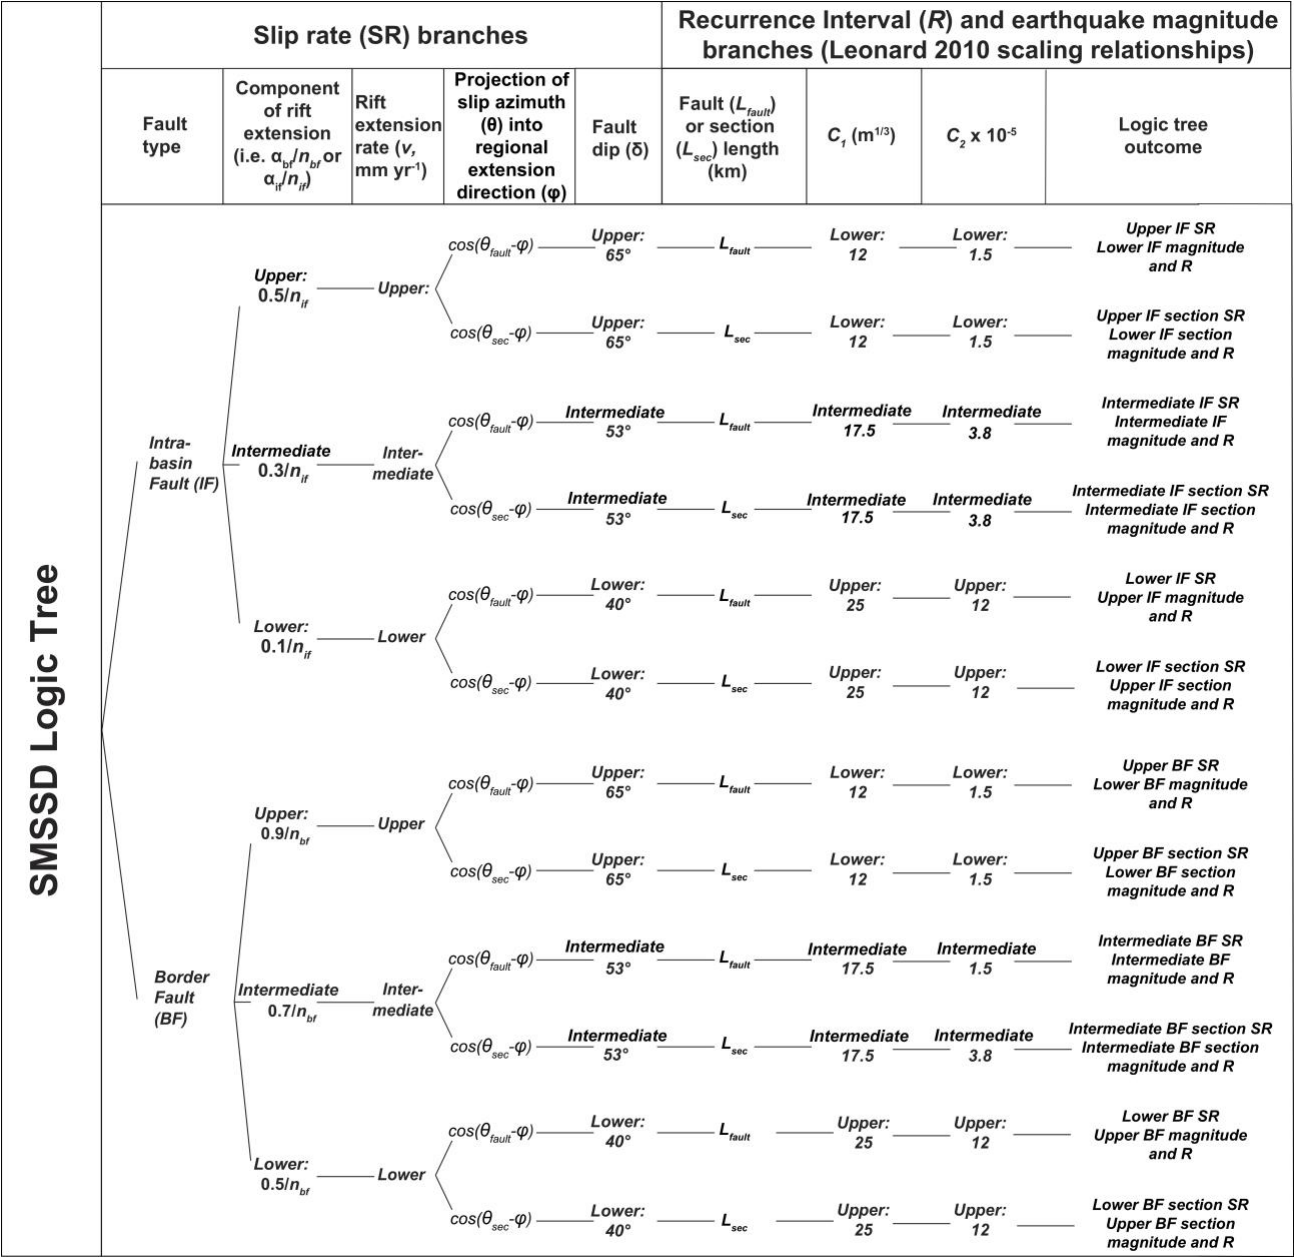 SMSSD Logic Tree
Slip rate (SR) branches
Recurrence Interval (R) and earthquake magnitude
branches (Leonard 2010 scaling relationships)
Fault
type
Component
of rift
extension
(i.e. αbf/nbf or
αif/nif)
Rift
extension
rate (v,
mm yr-1)
Projection of
slip azimuth
(θ) into
regional
extension
direction (φ)
Fault
dip (δ)
Fault (Lfault)
or section
(Lsec) length
(km)
C1 (m1/3)
C2 x 10-5
Logic tree
outcome
Intra-
basin
Fault (IF)
Upper:
0.5/nif
Upper:
cos(θfault-φ)
Upper:
65°
Lfault
Lower:
12
Lower:
1.5
Upper IF SR
Lower IF magnitude
and R
cos(θsec-φ)
Upper:
65°
Lsec
Lower:
12
Lower:
1.5
Upper IF section SR
Lower IF section
magnitude and R
Intermediate
0.3/nif
Inter-
mediate
cos(θfault-φ)
Intermediate
53°
Lfault
Intermediate
17.5
Intermediate
3.8
Intermediate IF SR
Intermediate IF
magnitude and R
cos(θsec-φ)
Intermediate
53°
Lsec
Intermediate
17.5
Intermediate
3.8
Intermediate IF section SR
Intermediate IF section
magnitude and R
Lower:
0.1/nif
Lower
cos(θfault-φ)
Lower:
40°
Lfault
Upper:
25
Upper:
12
Lower IF SR
Upper IF magnitude
and R
cos(θsec-φ)
Lower:
40°
Lsec
Upper:
25
Upper:
12
Lower IF section SR
Upper IF section
magnitude and R
Border
Fault
(BF)
Upper:
0.9/nbf
Upper
cos(θfault-φ)
Upper:
65°
Lfault
Lower:
12
Lower:
1.5
Upper BF SR
Lower BF magnitude
and R
cos(θsec-φ)
Upper:
65°
Lsec
Lower:
12
Lower:
1.5
Upper BF section SR
Lower BF section
magnitude and R
Intermediate
0.7/nbf
Inter-
mediate
cos(θfault-φ)
Intermediate
53°
Lfault
Intermediate
17.5
Intermediate
1.5
Intermediate BF SR
Intermediate BF
magnitude and R
cos(θsec-φ)
Intermediate
53°
Lsec
Intermediate
17.5
Intermediate
3.8
Intermediate BF section SR
Intermediate BF section
magnitude and R
Lower:
0.5/nbf
Lower
cos(θfault-φ)
Lower:
40°
Lfault
Upper:
25
Upper:
12
Lower BF SR
Upper BF magnitude
and R
cos(θsec-φ)
Lower:
40°
Lsec
Upper:
25
Upper:
12
Lower BF section SR
Upper BF section
magnitude and R